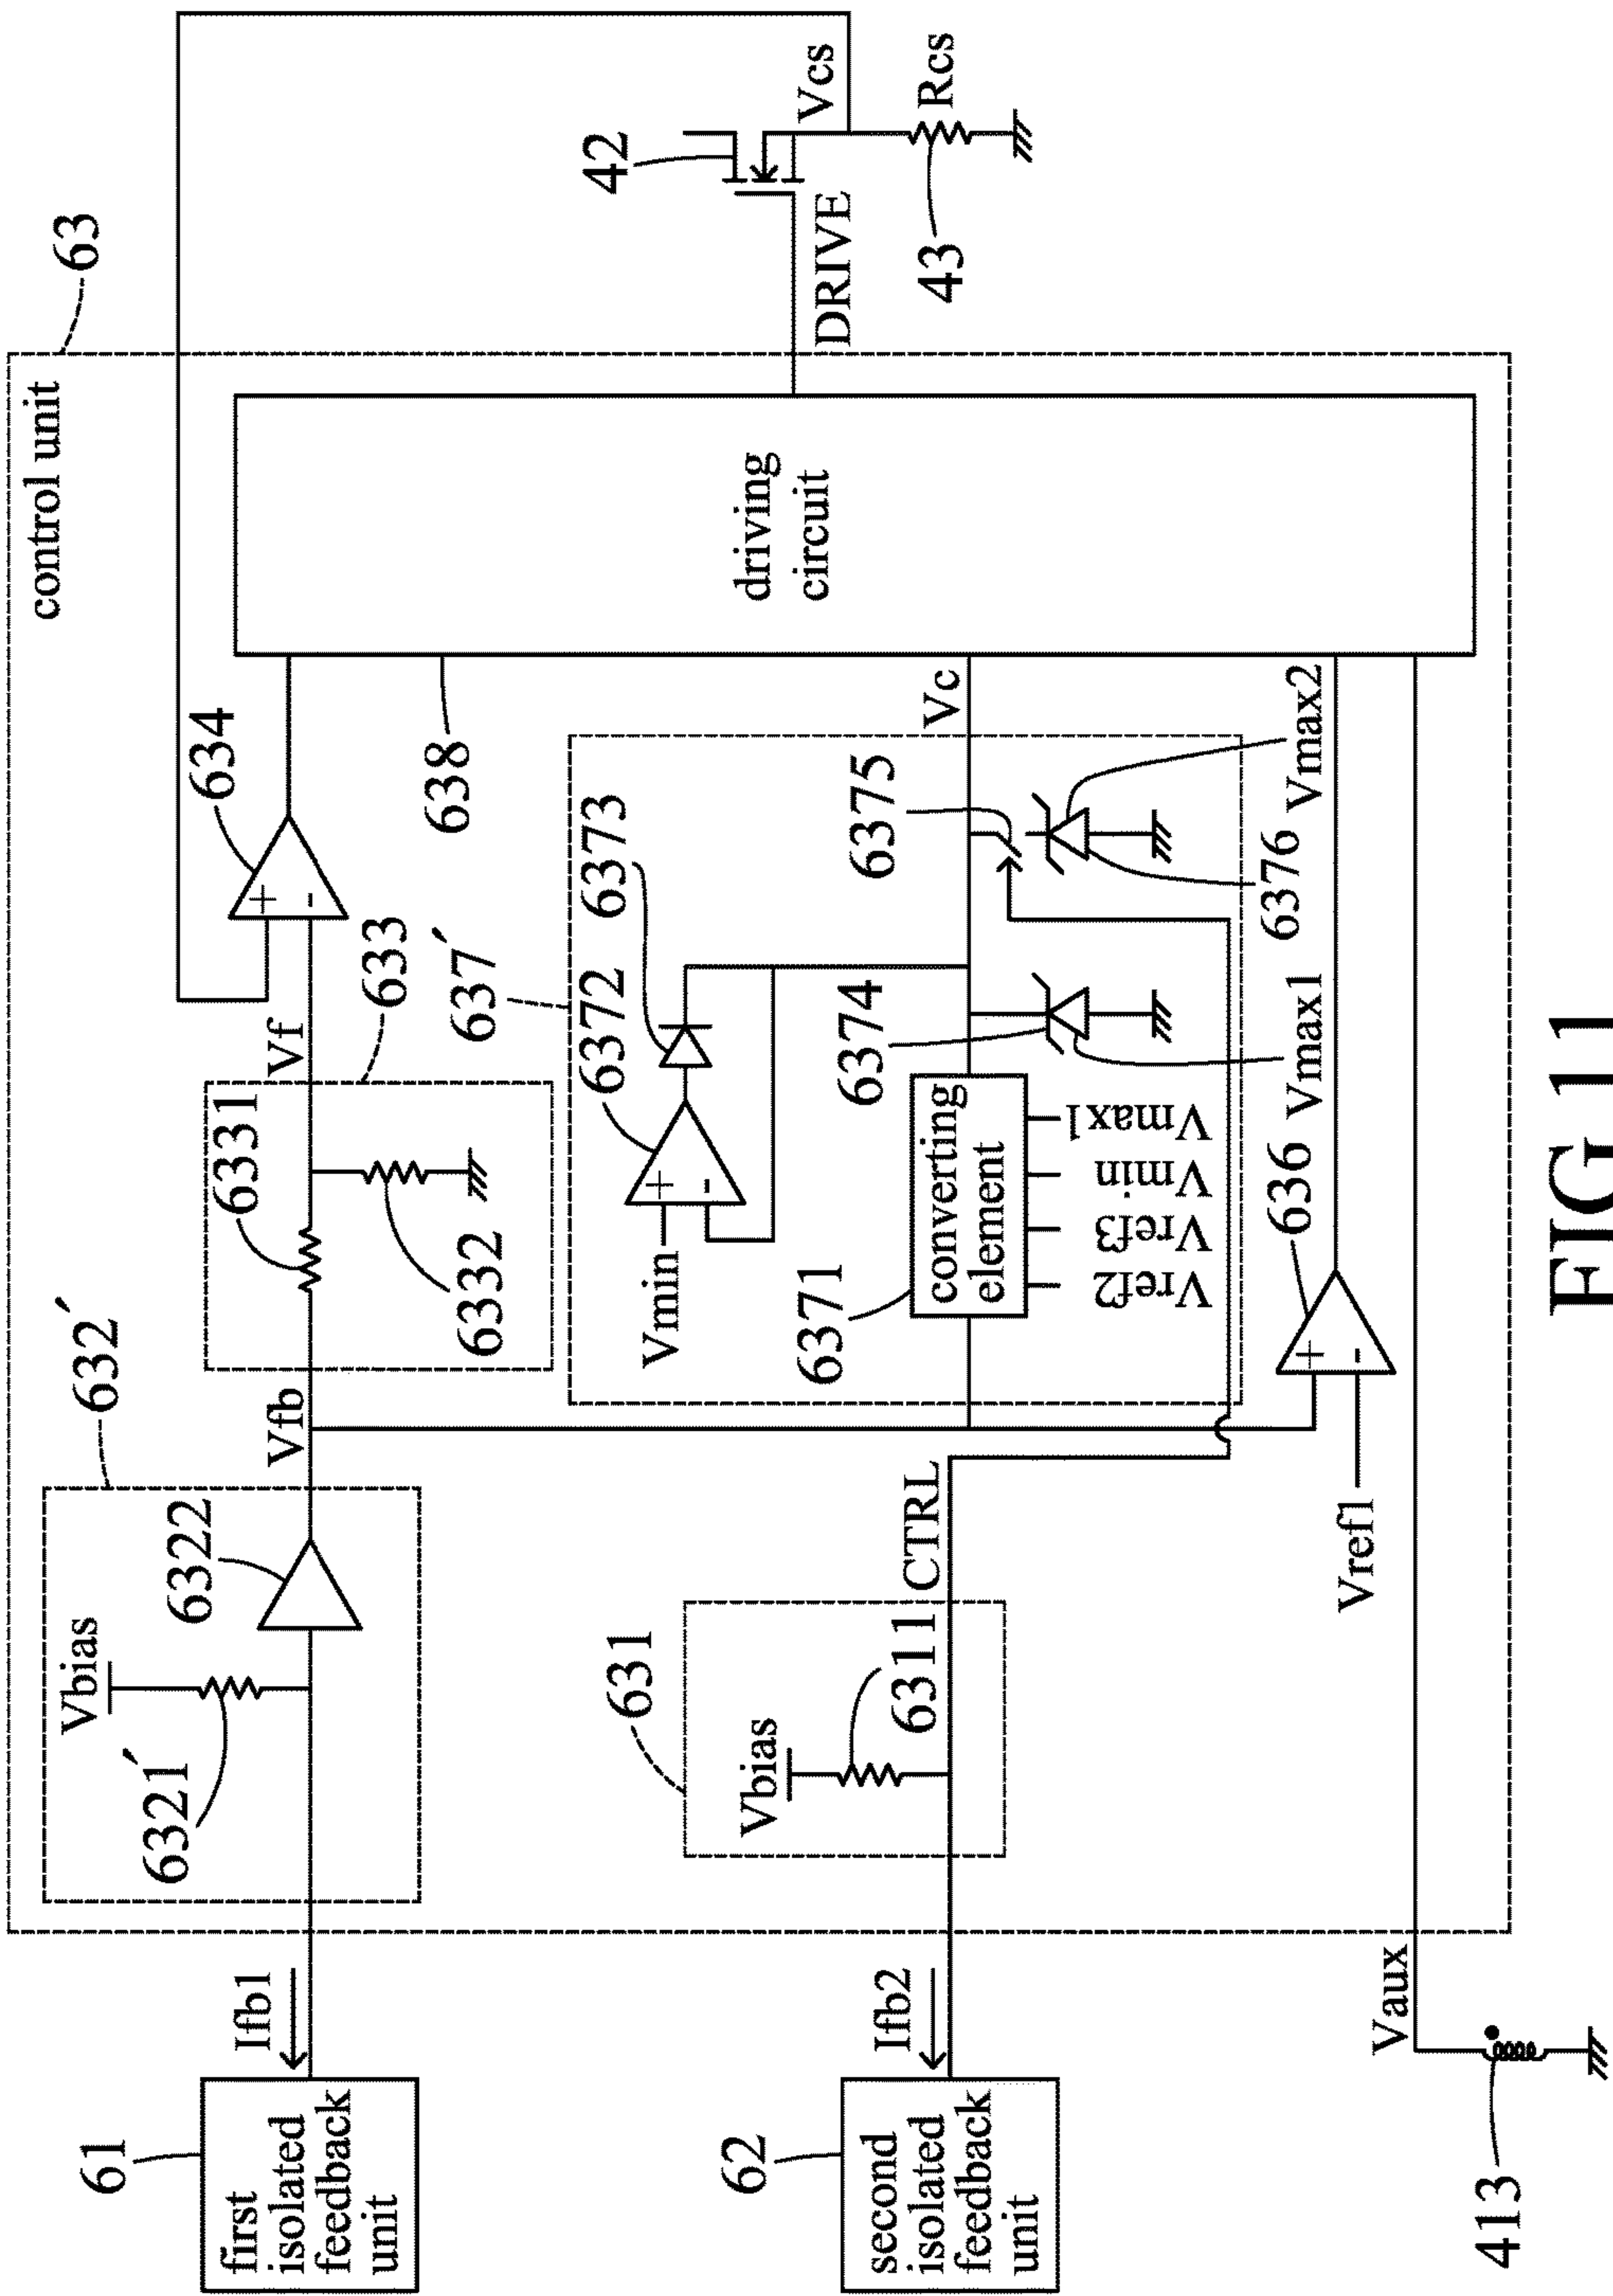 63
control unit
632´
Vbias
6321´
6322
Vfb
6331
633
6332
Vf
634
+
-
638
driving
circuit
42
Vcs
DRIVE
Rcs
43
61
first
isolated
feedback
unit
Ifb1
637´
6372
6373
+
-
Vmin
6371
converting
element
Vref2
Vref3
Vmin
Vmax1
6374
6375
Vc
6376
Vmax1
Vmax2
62
second
isolated
feedback
unit
Ifb2
631
Vbias
6311
CTRL
636
+
-
Vref1
Vaux
413
FIG.11